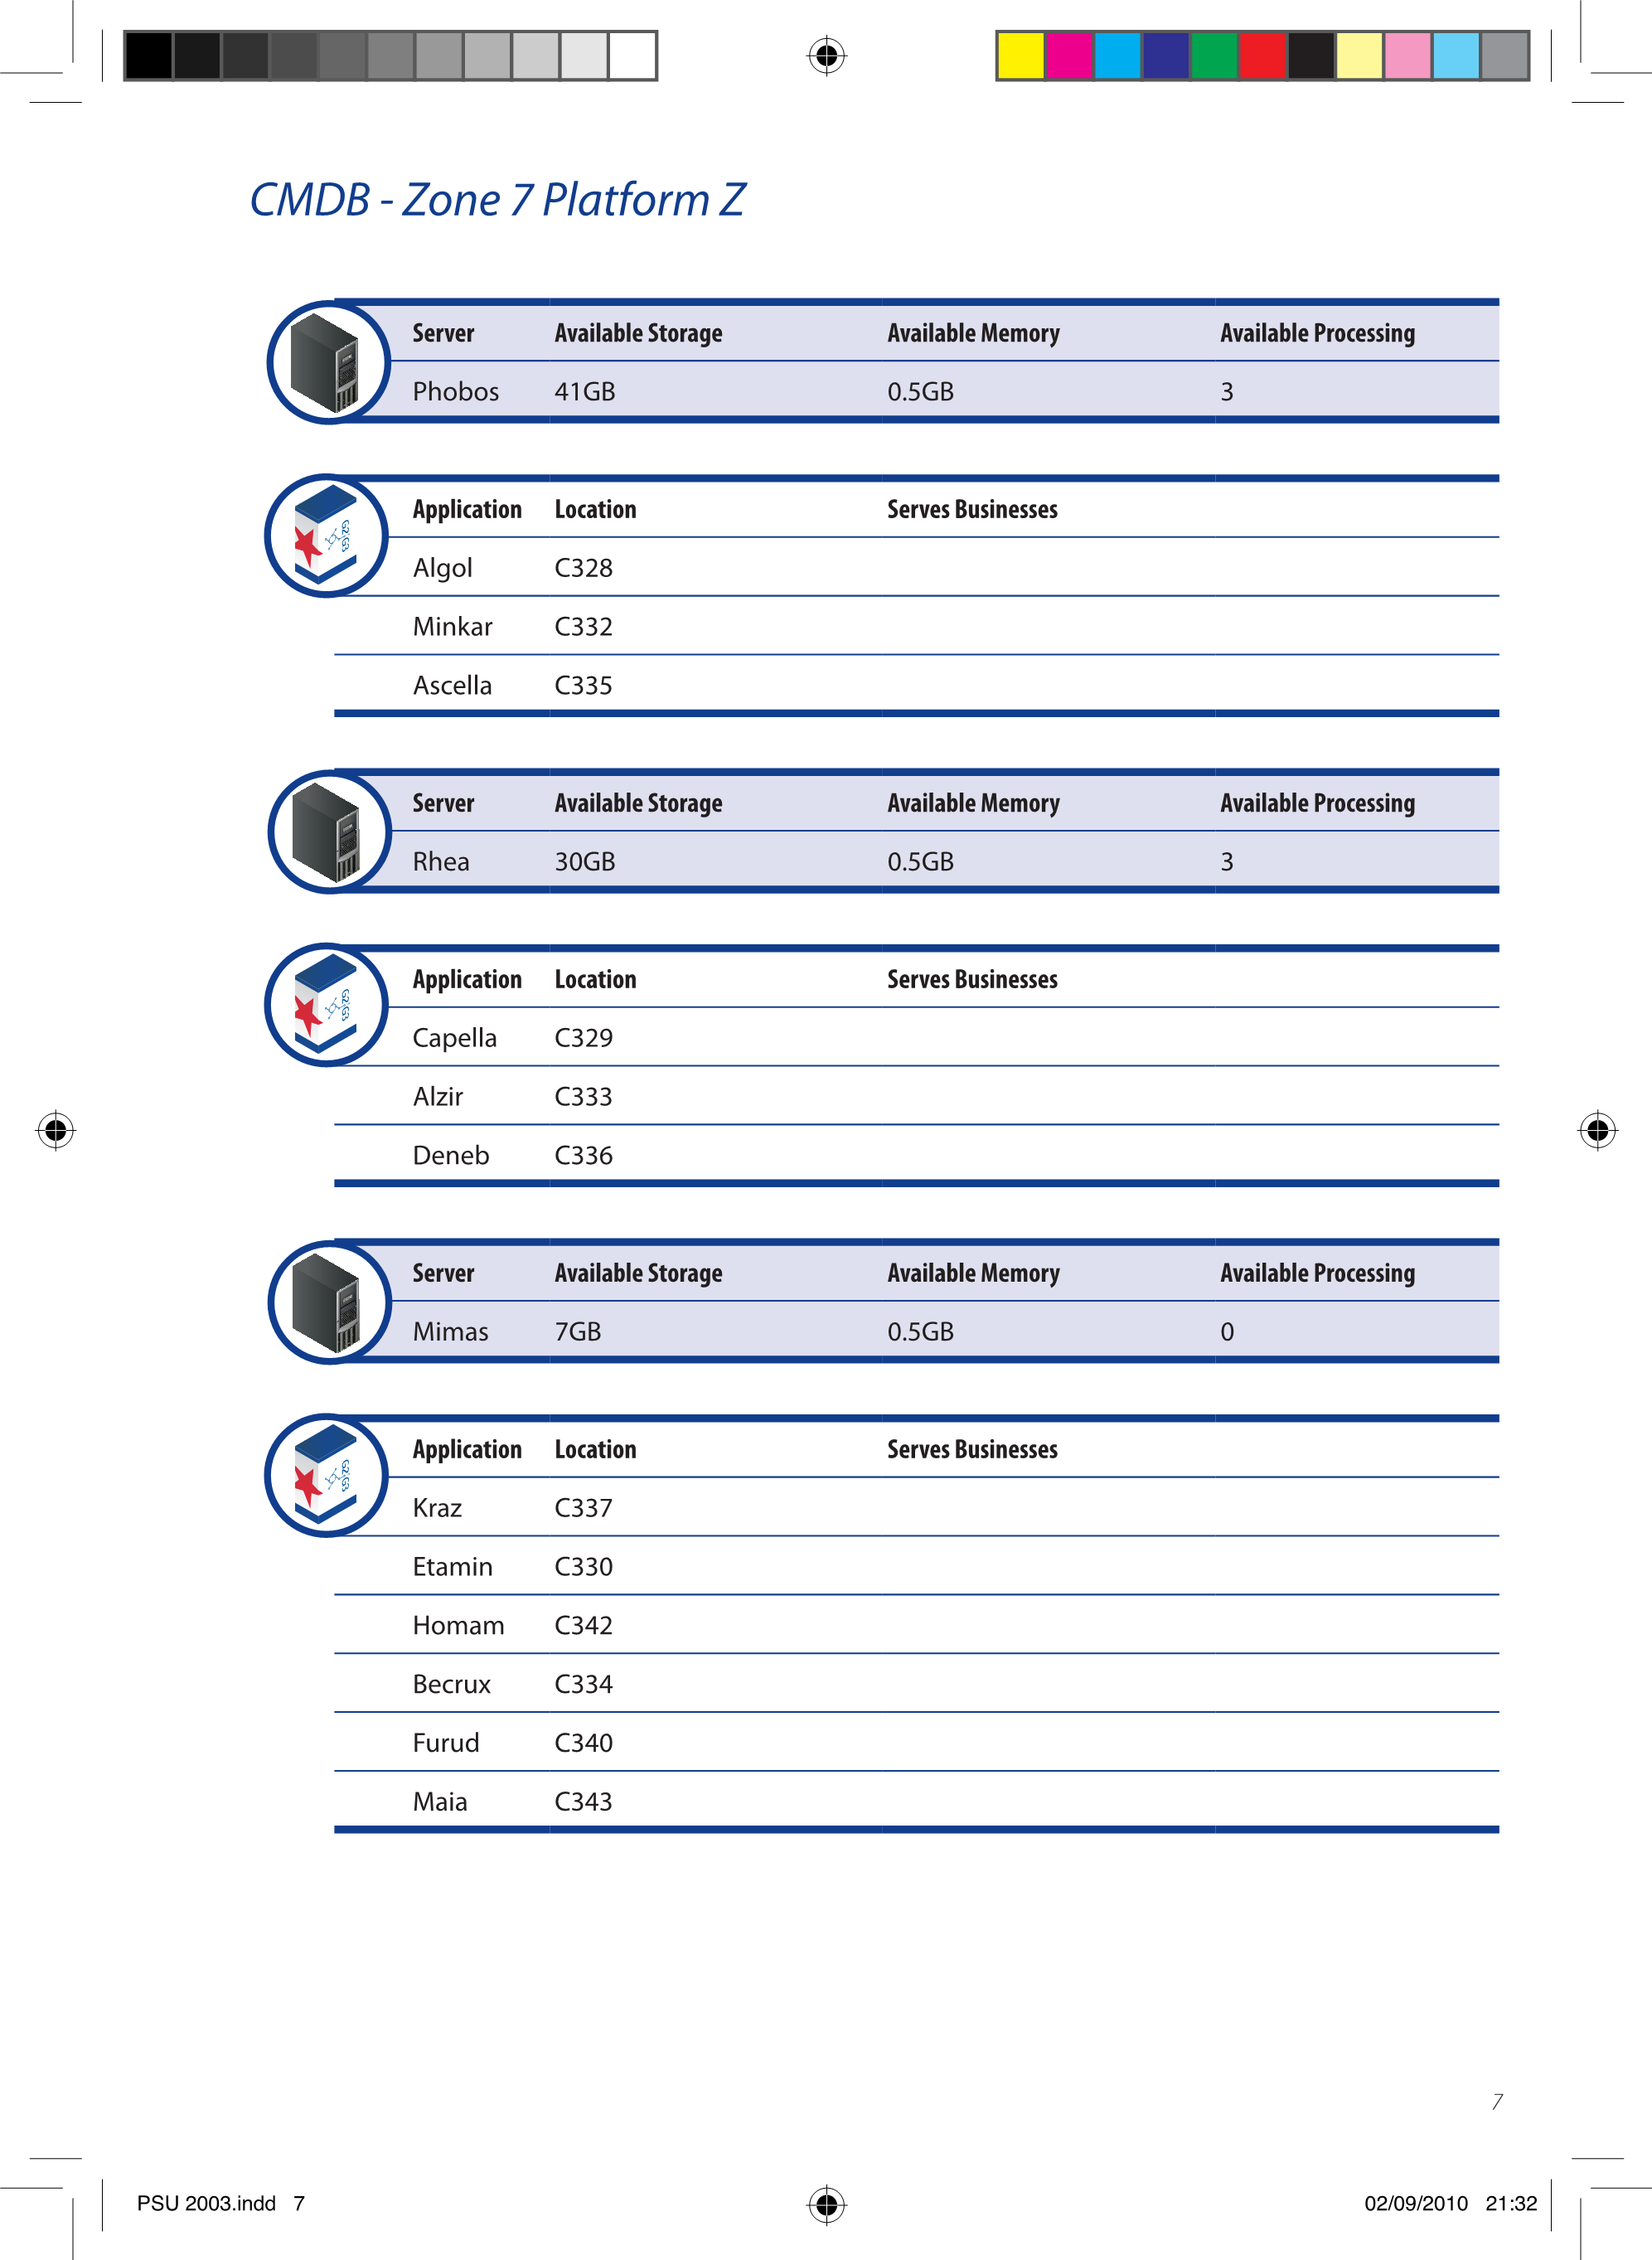 CMDB - Zone 7 Platform Z
Server Available Storage Available Memory Available Processing
Phobos 41GB 0.5GB 3
Application Location Serves Businesses
G2G3
Algol C328
Minkar C332
Ascella C335
Server Available Storage Available Memory Available Processing
Rhea 30GB 0.5GB 3
Application Location Serves Businesses
G2G3
Capella C329
Alzir C333
Deneb C336
Server Available Storage Available Memory Available Processing
Mimas 7GB 0.5GB 0
Application Location Serves Businesses
G2G3
Kraz C337
Etamin C330
Homam C342
Becrux C334
Furud C340
Maia C343
7
PSU 2003.indd 7 02/09/2010 21:32